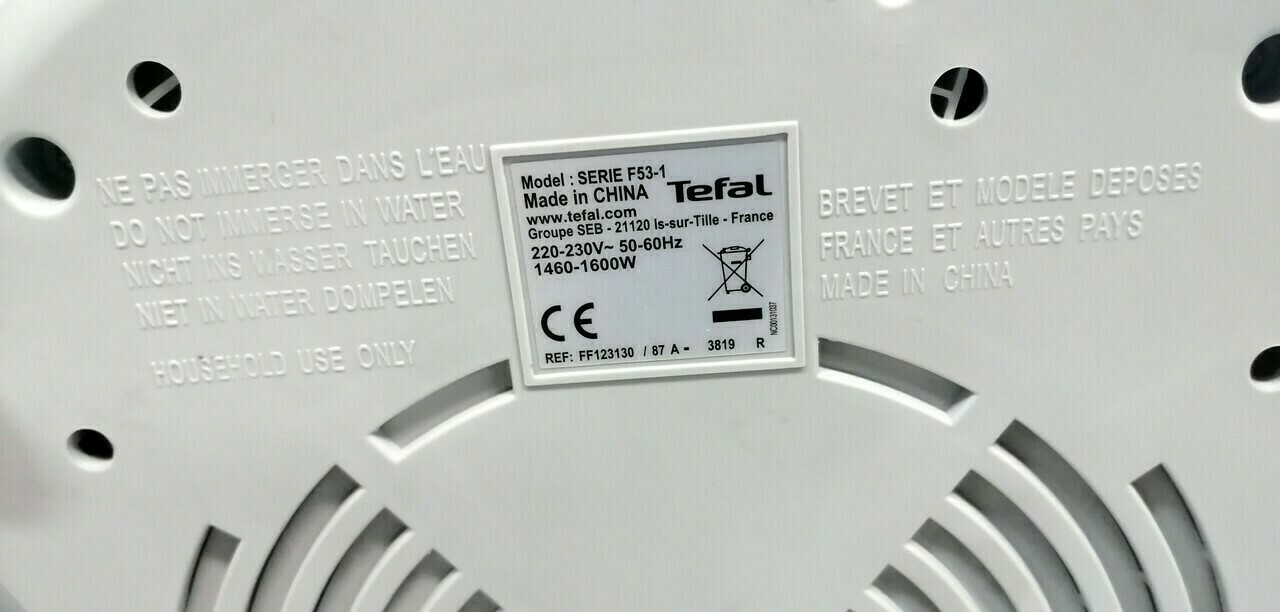 NE PAS IMMERGER DANS L'EAU
DO NOT IMMERSE IN WATER
NICHT INS WASSER TAUCHEN
NIET IN WATER DOMPELEN
HOUSEHOLD USE ONLY
Model : SERIE F53-1
Made in CHINA
Tefal
www.tefal.com
Groupe SEB - 21120 Is-sur-Tille - France
220-230V~ 50-60Hz
1460-1600W
CE
NC00131037
REF: FF123130 / 87 A - 3819 R
BREVET ET MODELE DEPOSES
FRANCE ET AUTRES PAYS
MADE IN CHINA